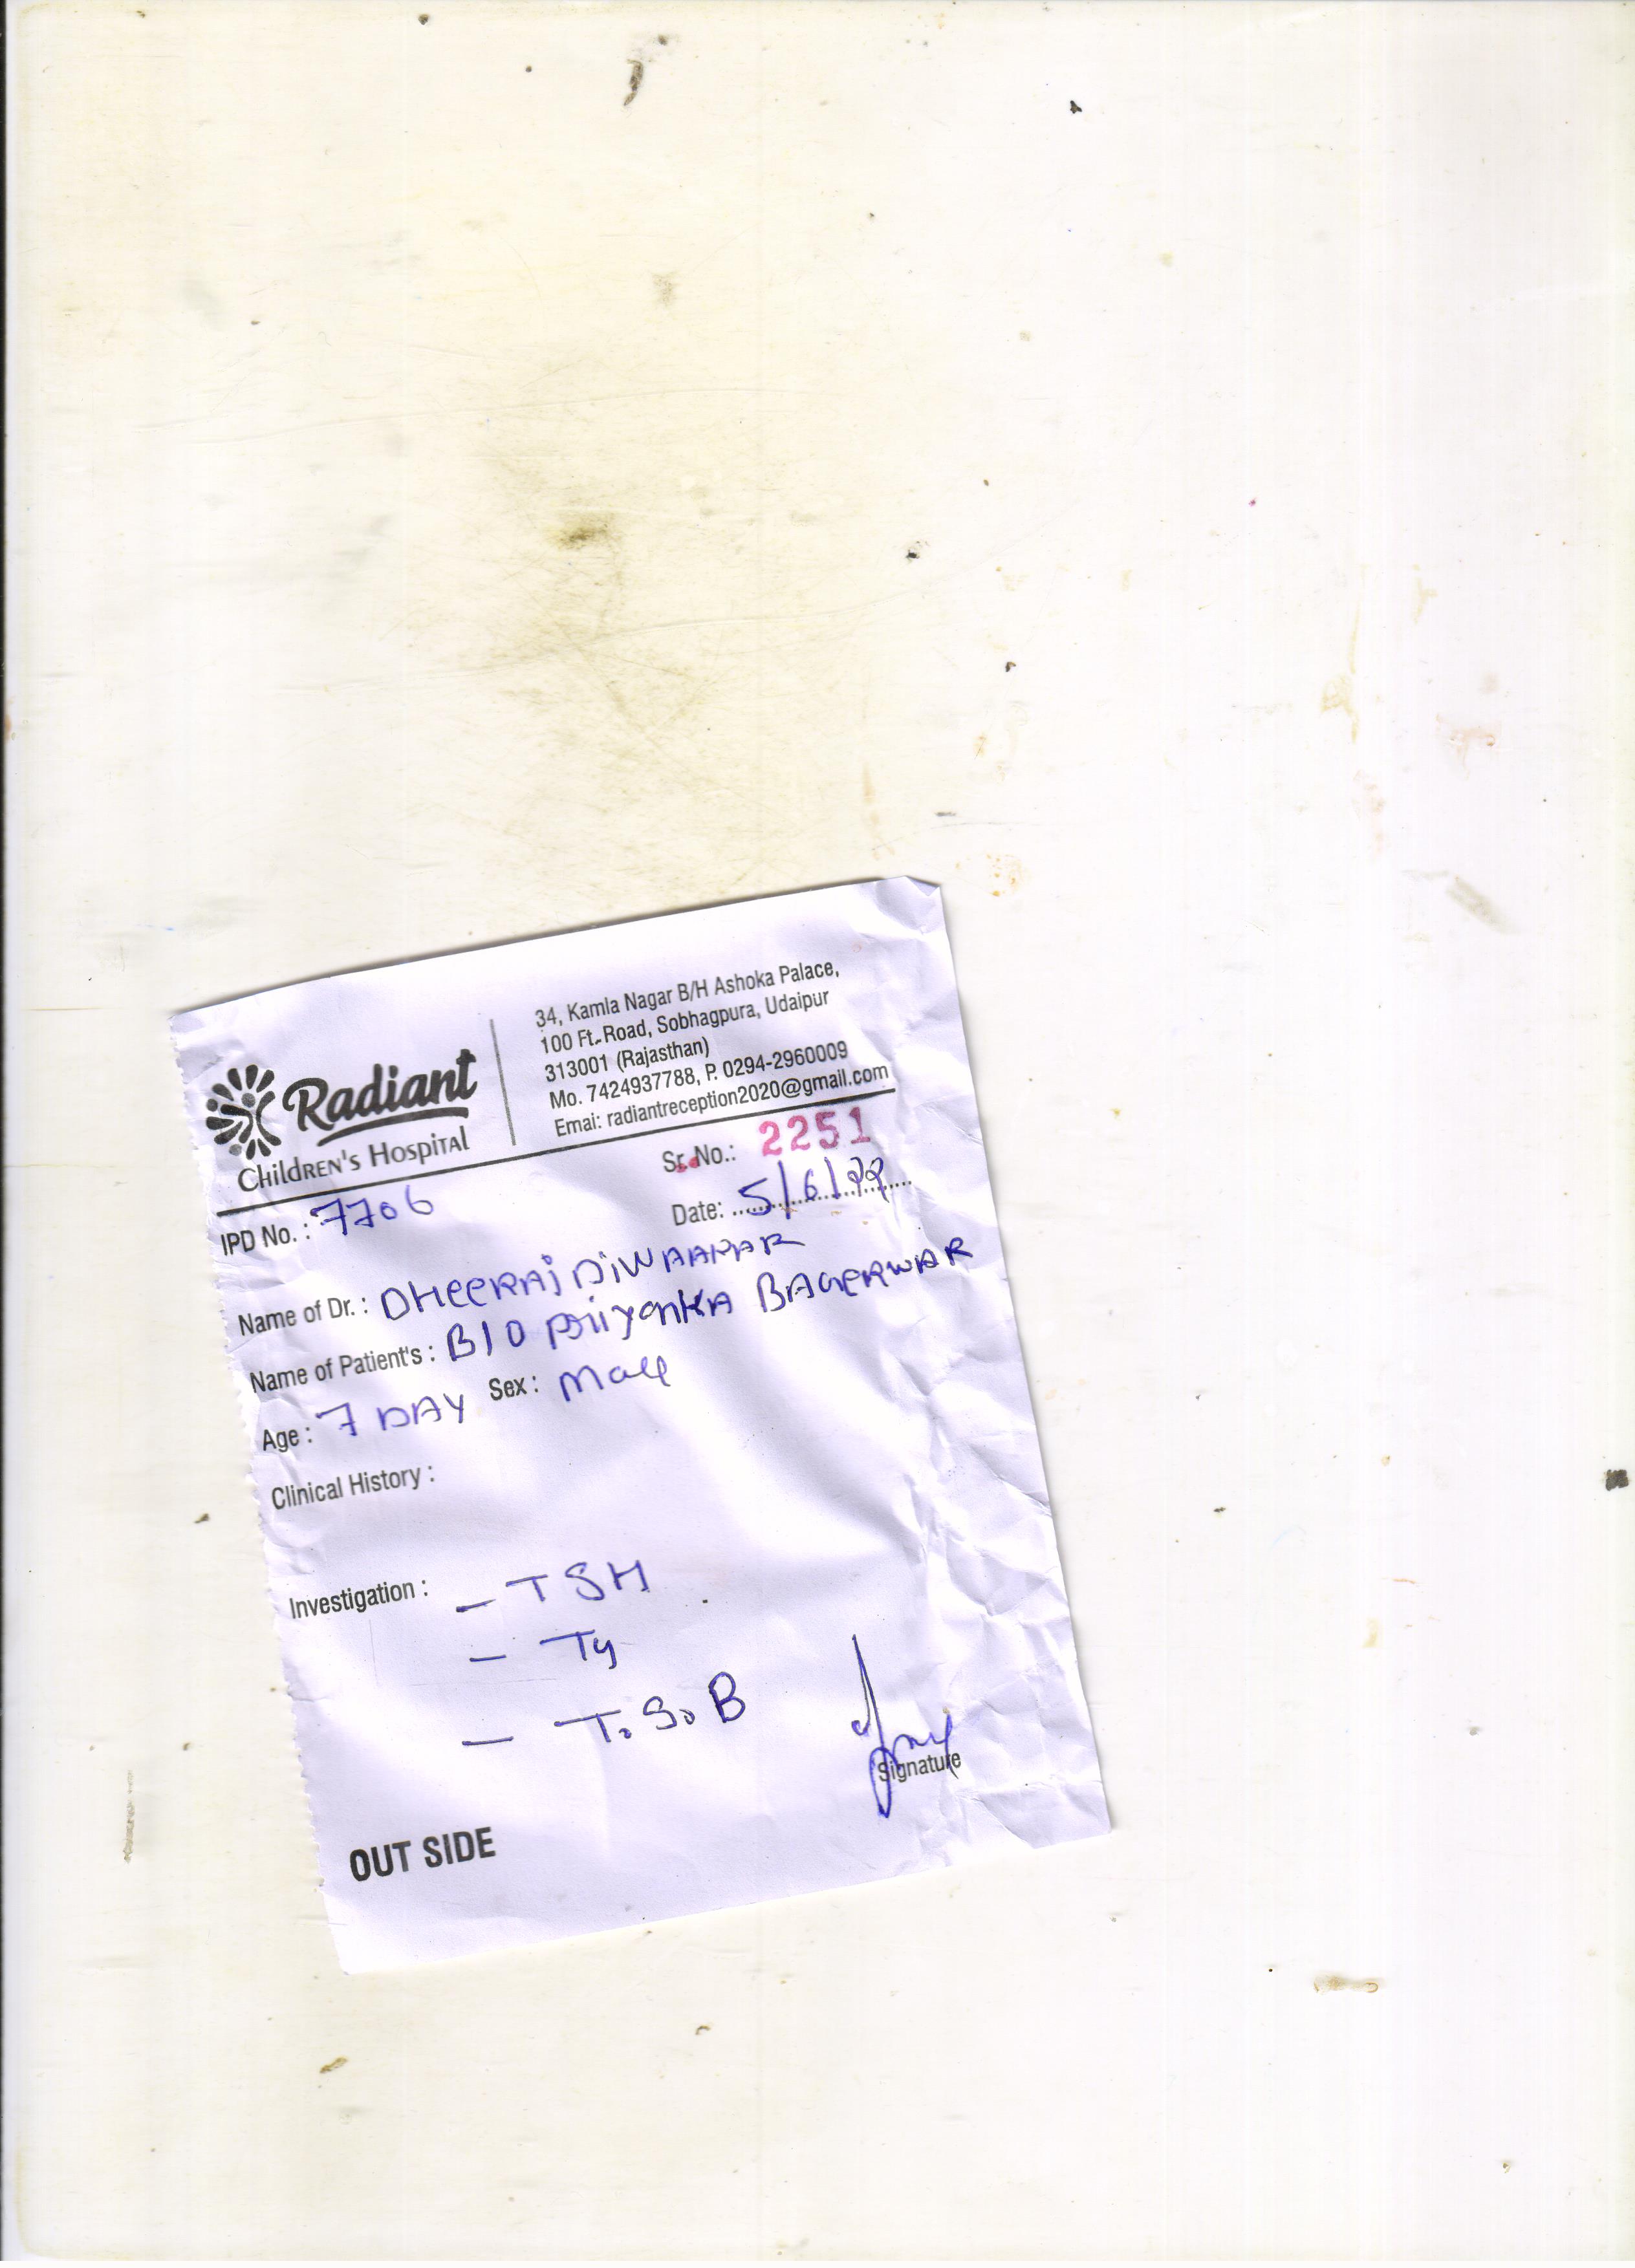 Radiant
Children's Hospital
34, Kamla Nagar B/H Ashoka Palace,
100 Ft. Road, Sobhagpura, Udaipur
313001 (Rajasthan)
Mo. 7424937788, P. 0294-2960009
Emai: radiantreception2020@gmail.com
Sr. No.: 2251
IPD No. : 7706
Date: 5/6/22
Name of Dr. : DHEERAJ
Name of Patient's : B/O Priyanka
Age : 7 DAY Sex : Male
Clinical History :
Investigation : - TSH
- T4
- T.S.B
Signature
OUT SIDE